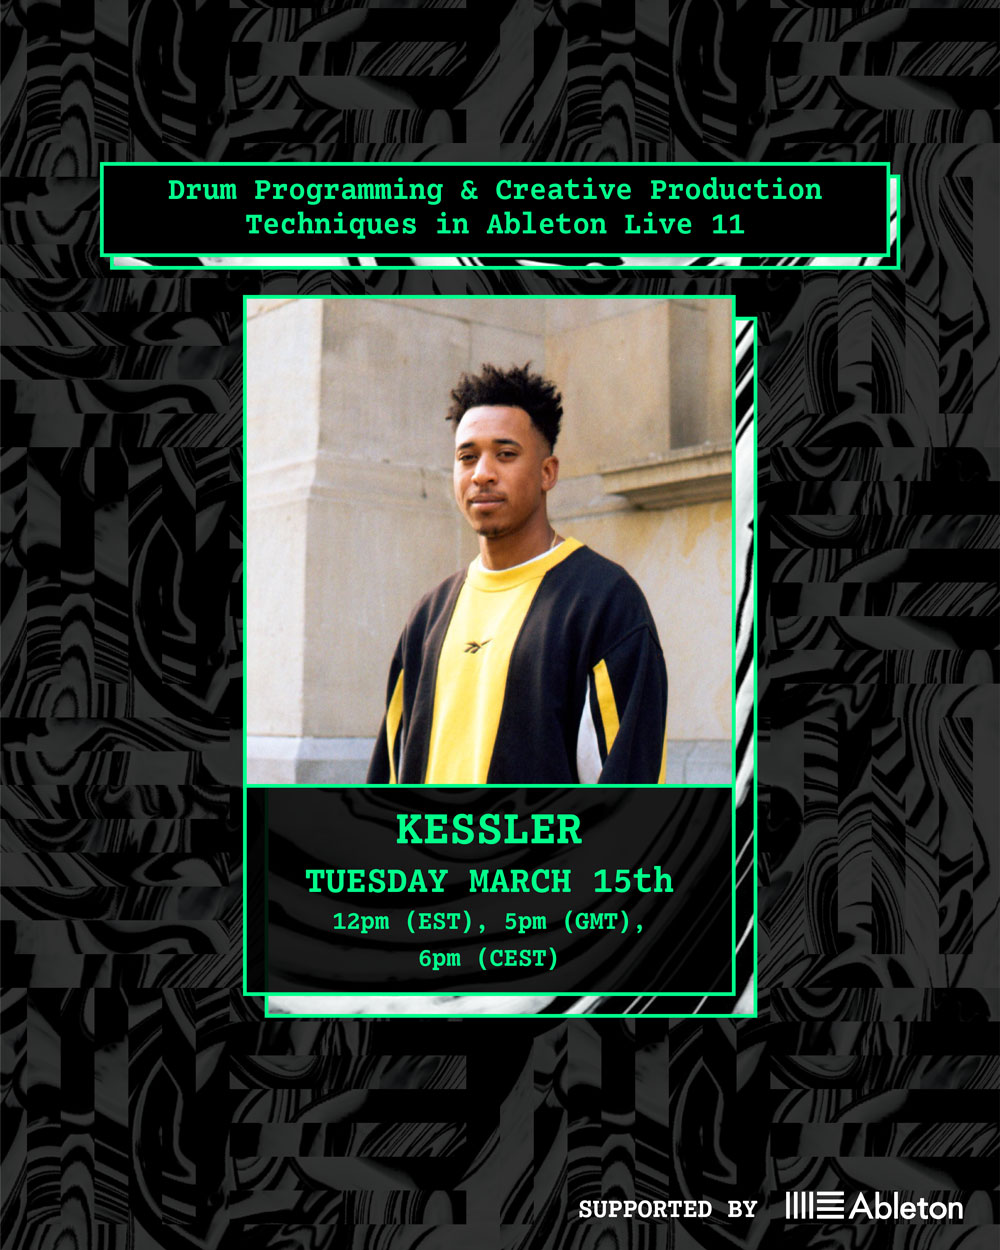 Drum Programming & Creative Production
Techniques in Ableton Live 11
KESSLER
TUESDAY MARCH 15th
12pm (EST), 5pm (GMT),
6pm (CEST)
SUPPORTED BY Ableton